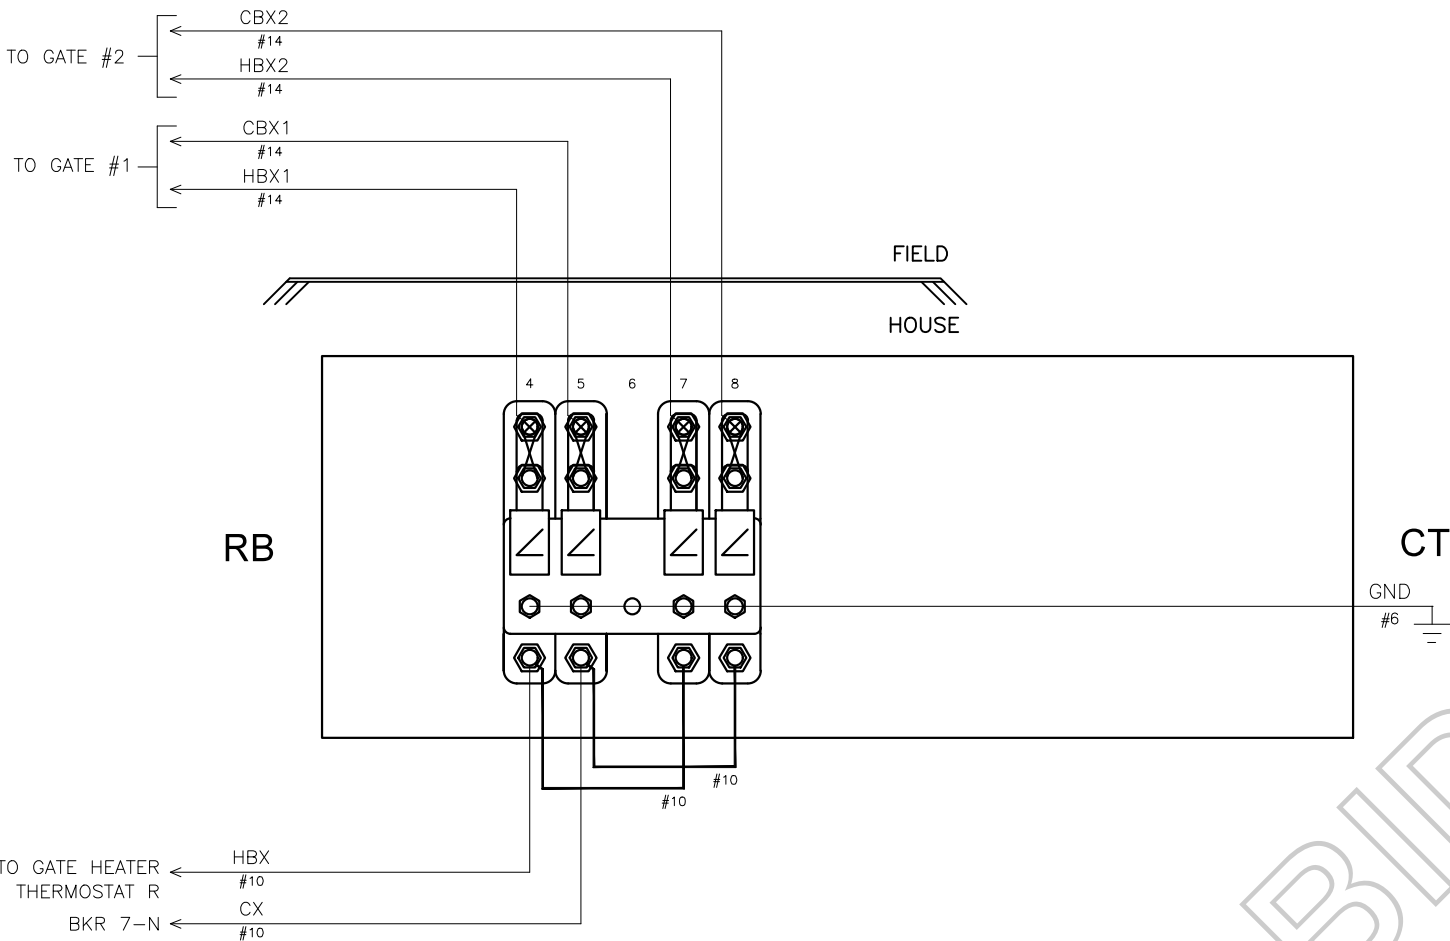 CBX2
#14
TO GATE #2
HBX2
#14
CBX1
#14
TO GATE #1
HBX1
#14
FIELD
HOUSE
4 5 6 7 8
RB
CT
GND
#6
#10
#10
TO GATE HEATER
THERMOSTAT R
HBX
#10
BKR 7-N
CX
#10